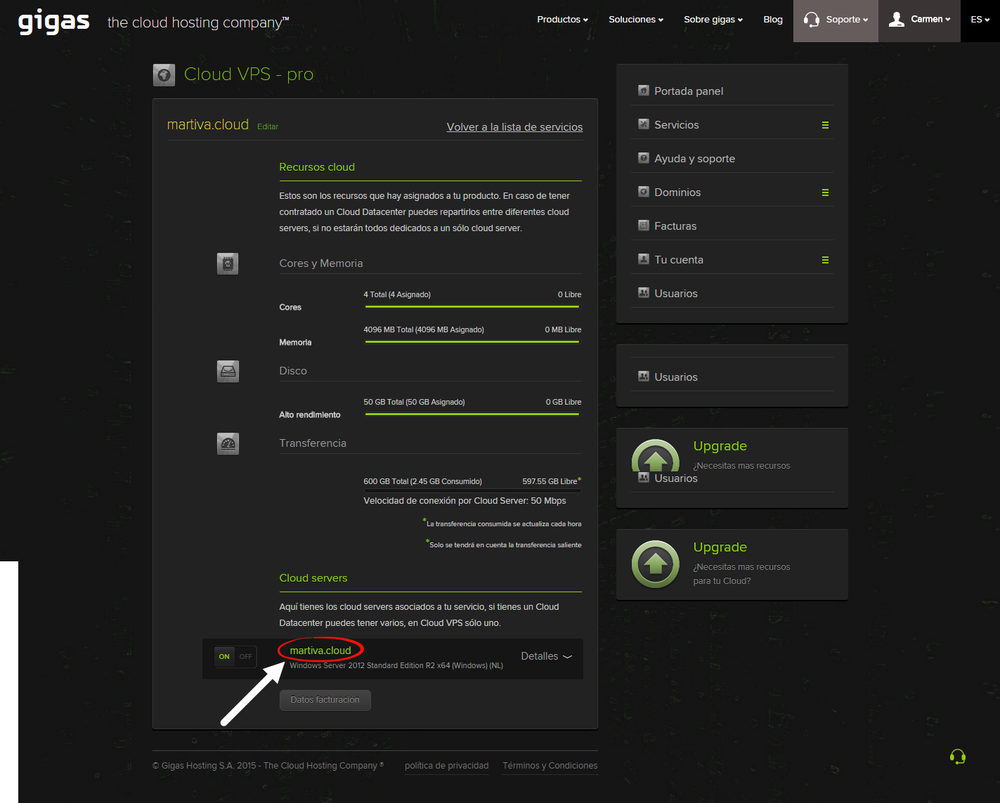 gigas the cloud hosting company™
Productos Soluciones Sobre gigas Blog Soporte Carmen ES
Cloud VPS - pro
martiva.cloud Editar Volver a la lista de servicios
Recursos cloud
Estos son los recursos que hay asignados a tu producto. En caso de tener
contratado un Cloud Datacenter puedes repartirlos entre diferentes cloud
servers, si no estarán todos dedicados a un sólo cloud server.
Cores y Memoria
4 Total (4 Asignado) 0 Libre
Cores
4096 MB Total (4096 MB Asignado) 0 MB Libre
Memoria
Disco
50 GB Total (50 GB Asignado) 0 GB Libre
Alto rendimiento
Transferencia
600 GB Total (2.45 GB Consumido) 597.55 GB Libre*
Velocidad de conexión por Cloud Server: 50 Mbps
*La transferencia consumida se actualiza cada hora
*Solo se tendrá en cuenta la transferencia saliente
Cloud servers
Aquí tienes los cloud servers asociados a tu servicio, si tienes un Cloud
Datacenter puedes tener varios, en Cloud VPS sólo uno.
ON OFF
martiva.cloud
Windows Server 2012 Standard Edition R2 x64 (Windows) (NL)
Detalles
Datos facturación
Portada panel
Servicios
Ayuda y soporte
Dominios
Facturas
Tu cuenta
Usuarios
Usuarios
Upgrade
¿Necesitas mas recursos
Usuarios
Upgrade
¿Necesitas mas recursos
para tu Cloud?
© Gigas Hosting S.A. 2015 - The Cloud Hosting Company ® política de privacidad Términos y Condiciones